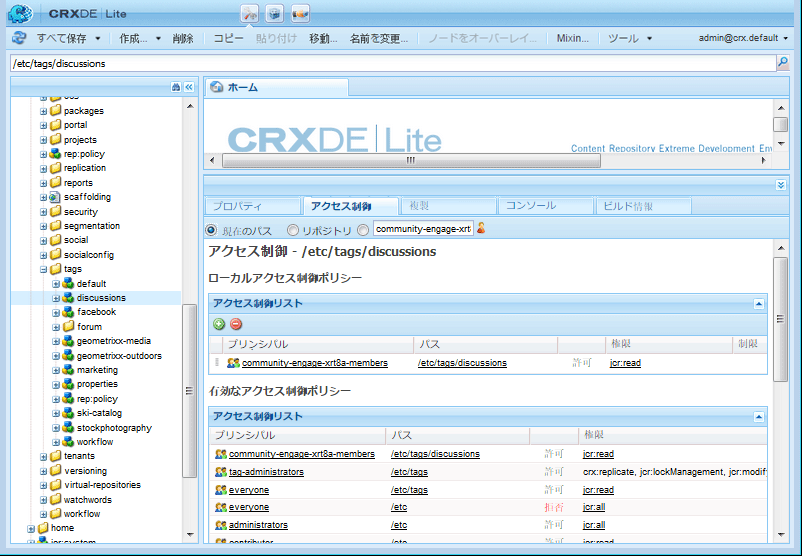 CRXDE | Lite
すべて保存 作成... 削除 コピー 貼り付け 移動... 名前を変更... ノードをオーバーレイ... Mixin... ツール admin@crx.default
/etc/tags/discussions
packages
portal
projects
rep:policy
replication
reports
scaffolding
security
segmentation
social
socialconfig
tags
default
discussions
facebook
forum
geometrixx-media
geometrixx-outdoors
marketing
properties
rep:policy
ski-catalog
stockphotography
workflow
tenants
versioning
virtual-repositories
watchwords
workflow
home
jcr:system
ホーム
CRXDE | Lite
Content Repository Extreme Development
プロパティ アクセス制御 複製 コンソール ビルド情報
現在のパス リポジトリ community-engage-xrt8
アクセス制御 - /etc/tags/discussions
ローカルアクセス制御ポリシー
アクセス制御リスト
プリンシパル パス 権限 制限
community-engage-xrt8a-members /etc/tags/discussions 許可 jcr:read
有効なアクセス制御ポリシー
アクセス制御リスト
プリンシパル パス 権限
community-engage-xrt8a-members /etc/tags/discussions 許可 jcr:read
tag-administrators /etc/tags 許可 crx:replicate, jcr:lockManagement, jcr:modify
everyone /etc/tags 許可 jcr:read
everyone /etc 拒否 jcr:all
administrators /etc 許可 jcr:all
contributor /etc 許可 jcr:read